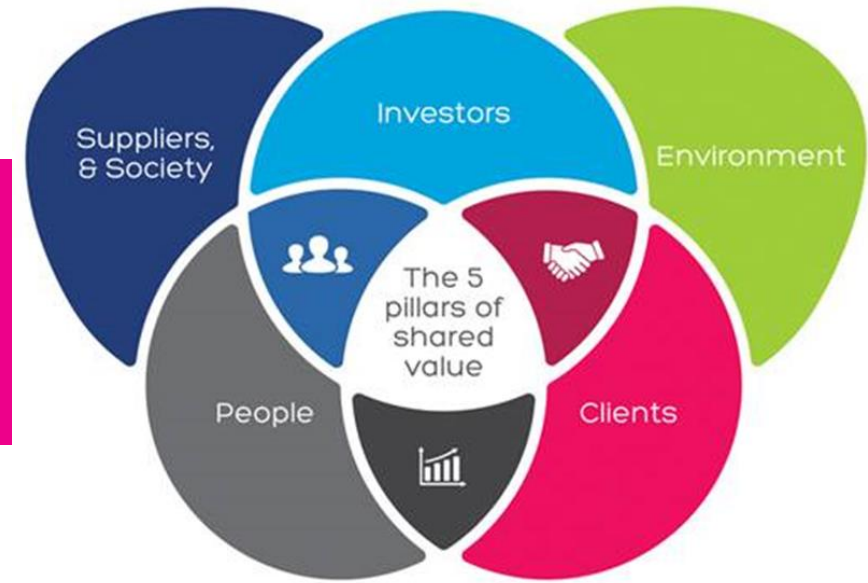 Suppliers,
& Society
Investors
Environment
The 5
pillars of
shared
value
People
Clients